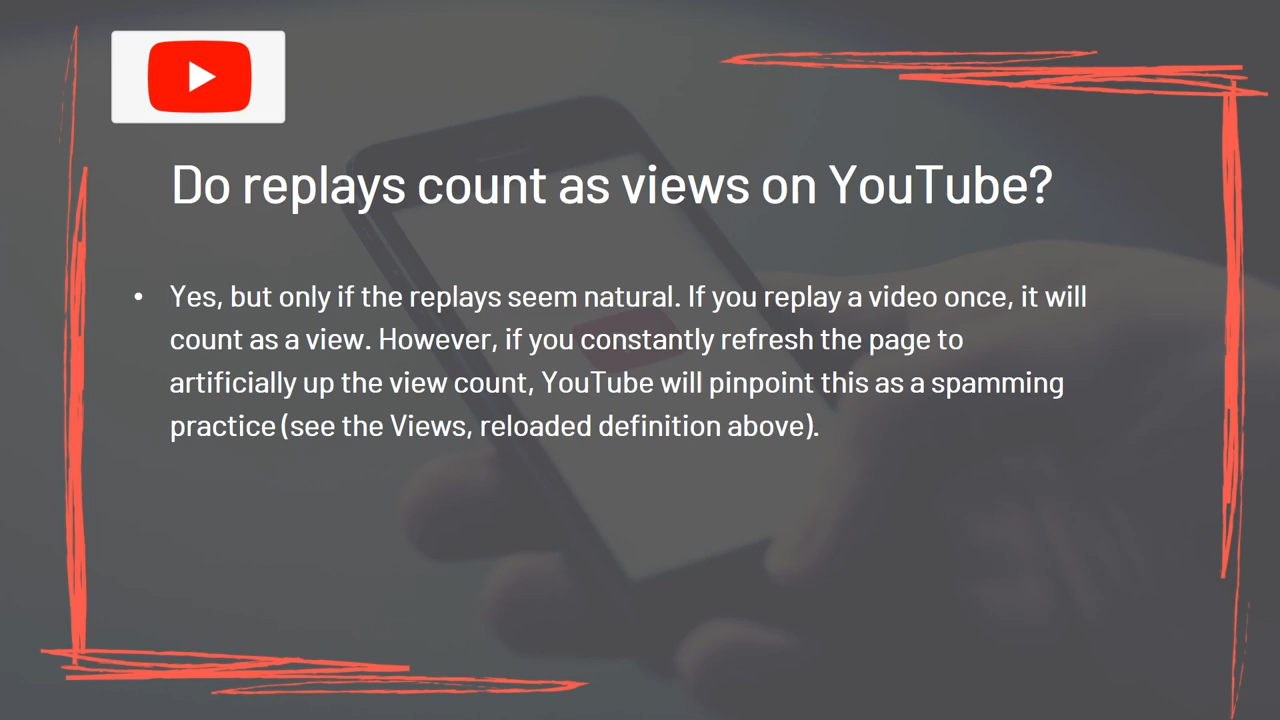 Do replays count as views on YouTube?
• Yes, but only if the replays seem natural. If you replay a video once, it will
count as a view. However, if you constantly refresh the page to
artificially up the view count, YouTube will pinpoint this as a spamming
practice (see the Views, reloaded definition above).